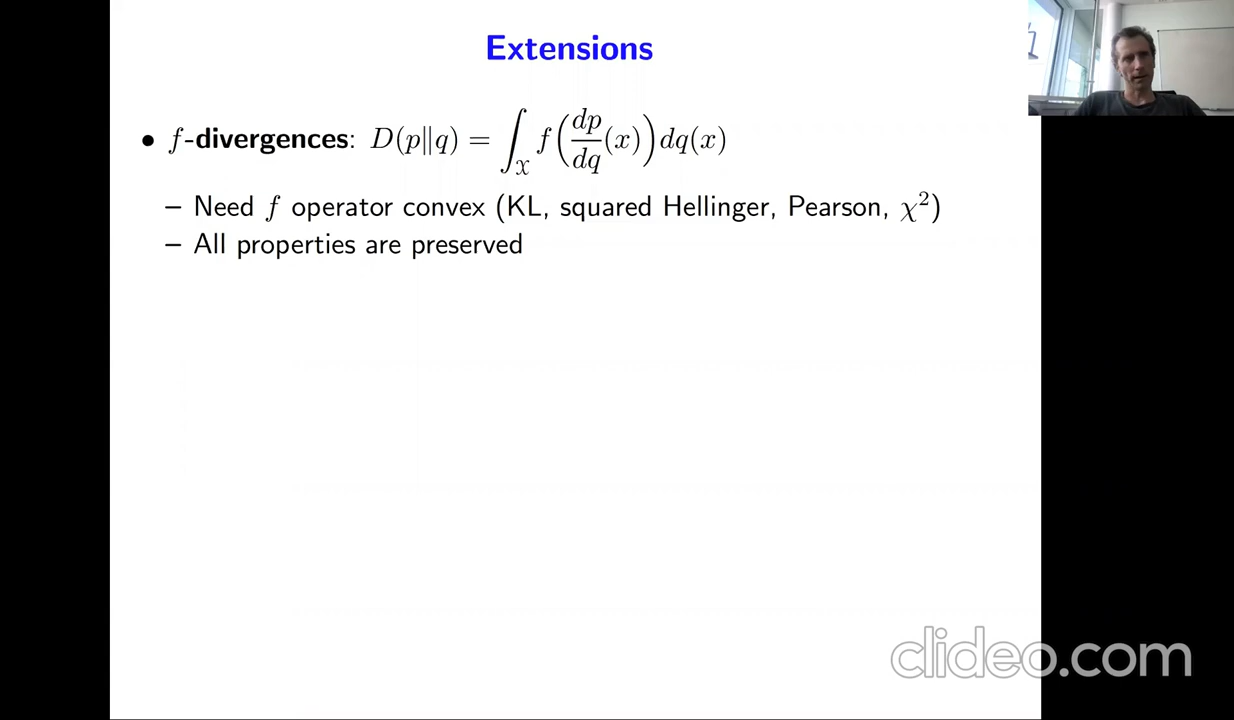 Extensions
• f-divergences: D(p∥q) = ∫_X f(dp/dq (x)) dq(x)
– Need f operator convex (KL, squared Hellinger, Pearson, χ²)
– All properties are preserved
clideo.com